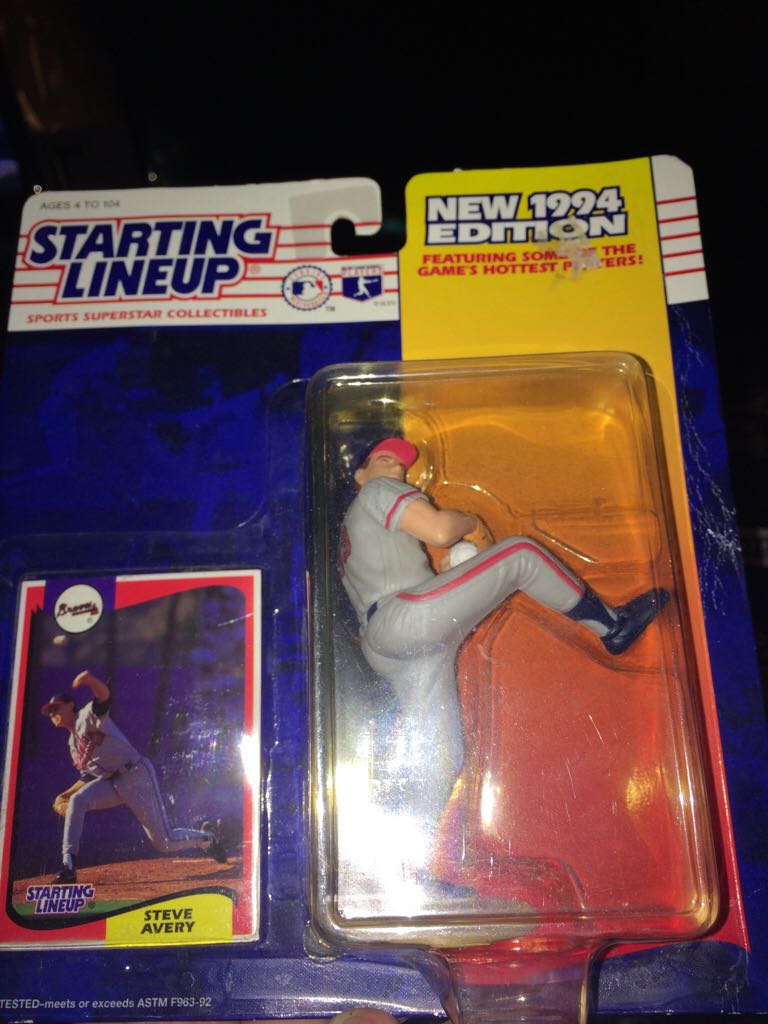 AGES 4 TO 104
STARTING
LINEUP
SPORTS SUPERSTAR COLLECTIBLES
NEW 1994
EDITION
FEATURING THE
GAME'S HOTTEST
Braves
STARTING
LINEUP
STEVE
AVERY
TESTED–meets or exceeds ASTM F963-92